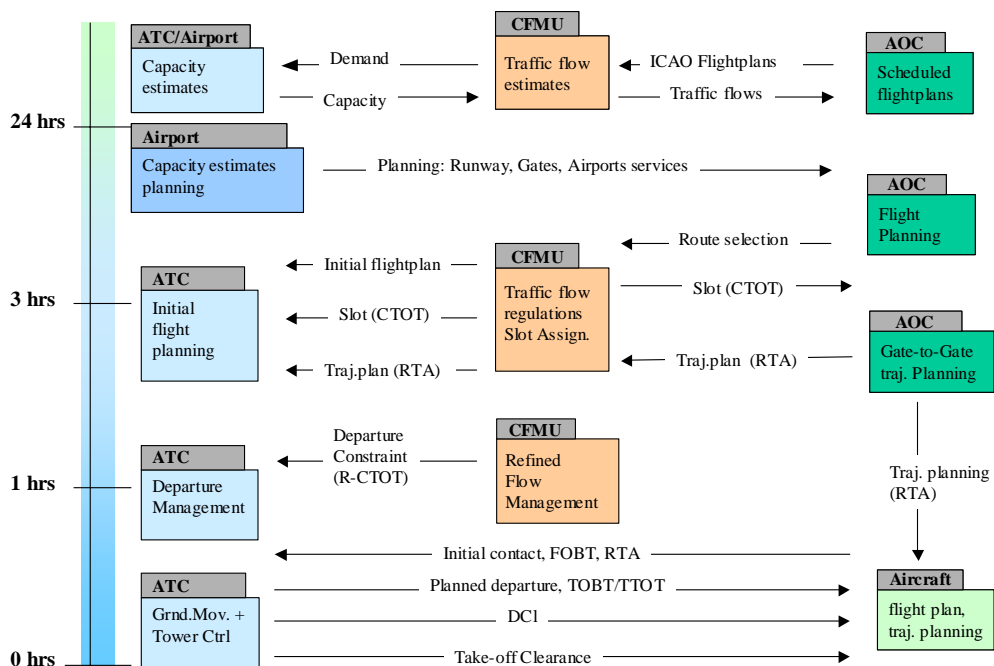 ATC/Airport
Capacity
estimates
Demand
Capacity
CFMU
Traffic flow
estimates
ICAO Flightplans
Traffic flows
AOC
Scheduled
flightplans
24 hrs
Airport
Capacity estimates
planning
Planning: Runway, Gates, Airports services
AOC
Flight
Planning
Route selection
Slot (CTOT)
CFMU
Traffic flow
regulations
Slot Assign.
Initial flightplan
Slot (CTOT)
Traj.plan (RTA)
3 hrs
ATC
Initial
flight
planning
Traj.plan (RTA)
AOC
Gate-to-Gate
traj. Planning
CFMU
Refined
Flow
Management
Departure
Constraint
(R-CTOT)
ATC
Departure
Management
1 hrs
Traj. planning
(RTA)
Initial contact, FOBT, RTA
ATC
Grnd.Mov. +
Tower Ctrl
Planned departure, TOBT/TTOT
DCl
Take-off Clearance
Aircraft
flight plan,
traj. planning
0 hrs